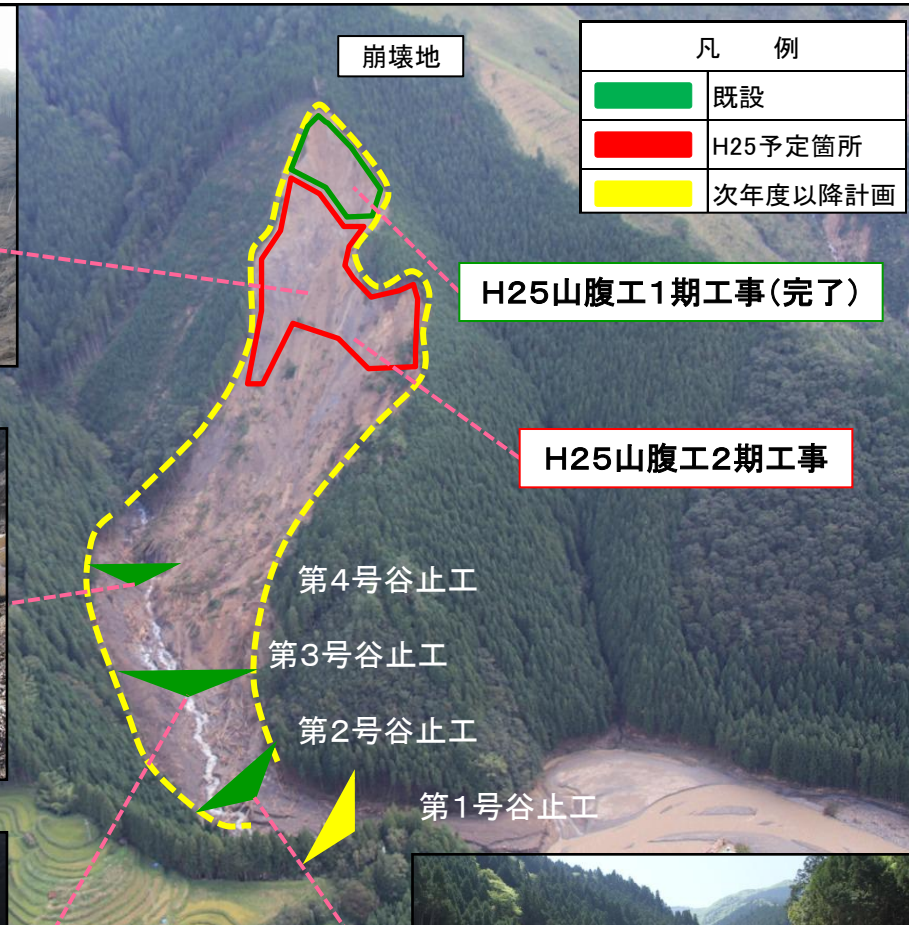 崩壊地
凡　例
既設
H25予定箇所
次年度以降計画
H25山腹工1期工事(完了)
H25山腹工2期工事
第4号谷止工
第3号谷止工
第2号谷止工
第1号谷止工